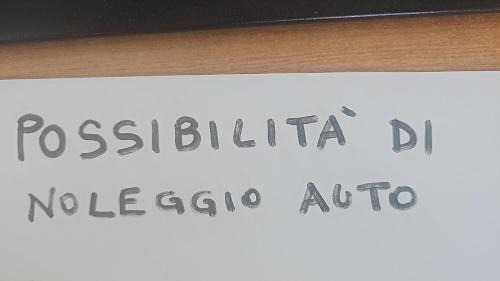 POSSIBILITÀ DI
NOLEGGIO AUTO